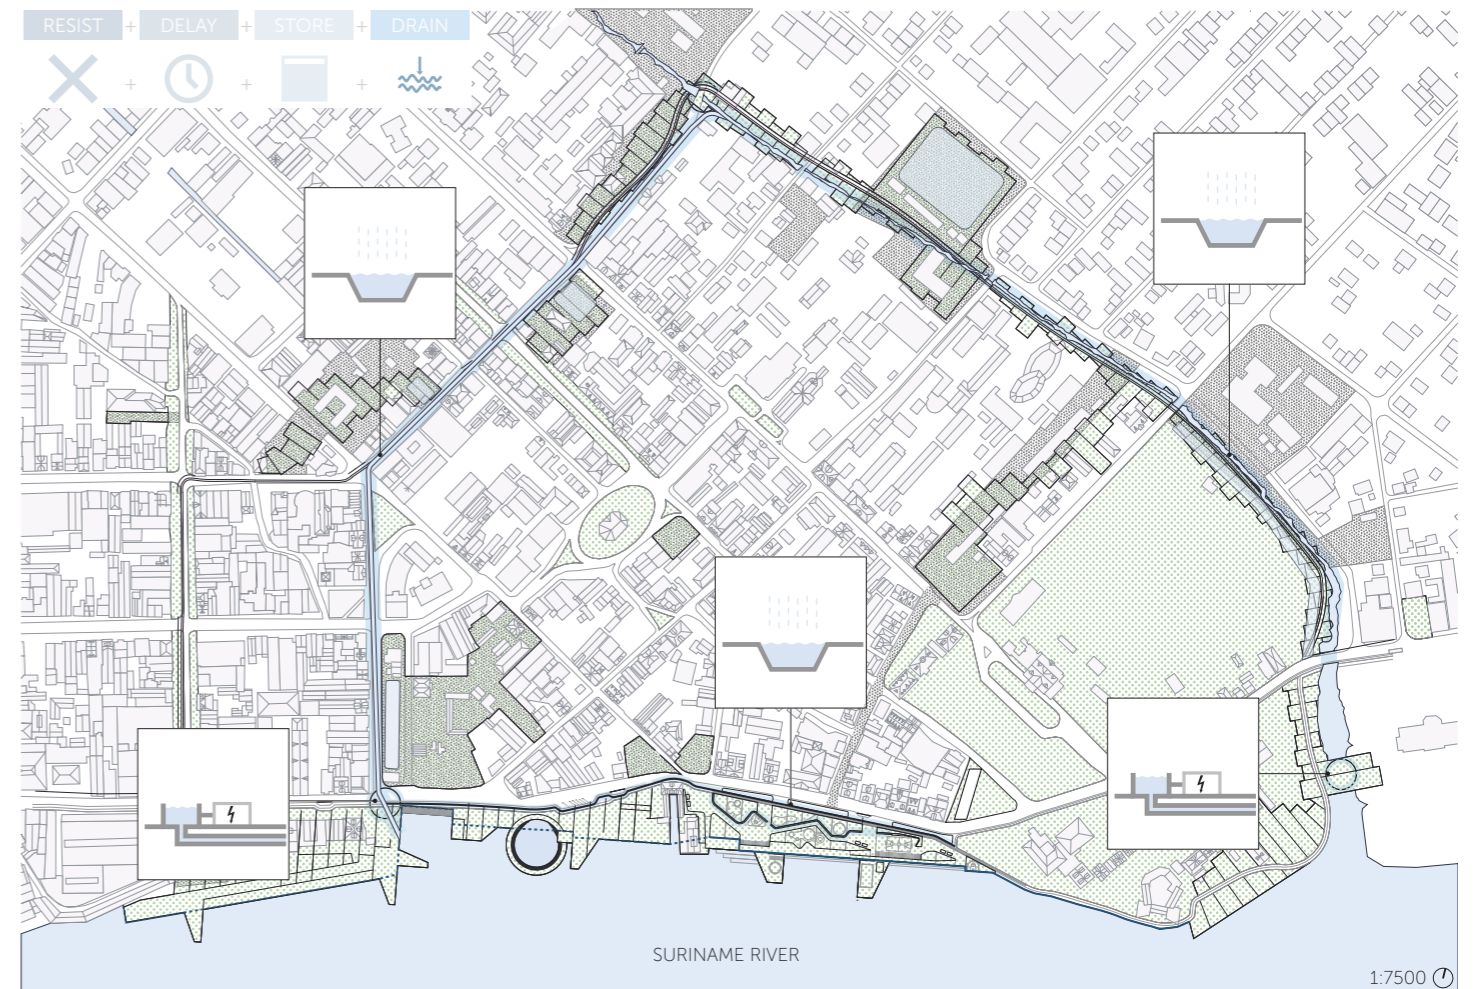 RESIST + DELAY + STORE + DRAIN
+ + +
SURINAME RIVER
1:7500